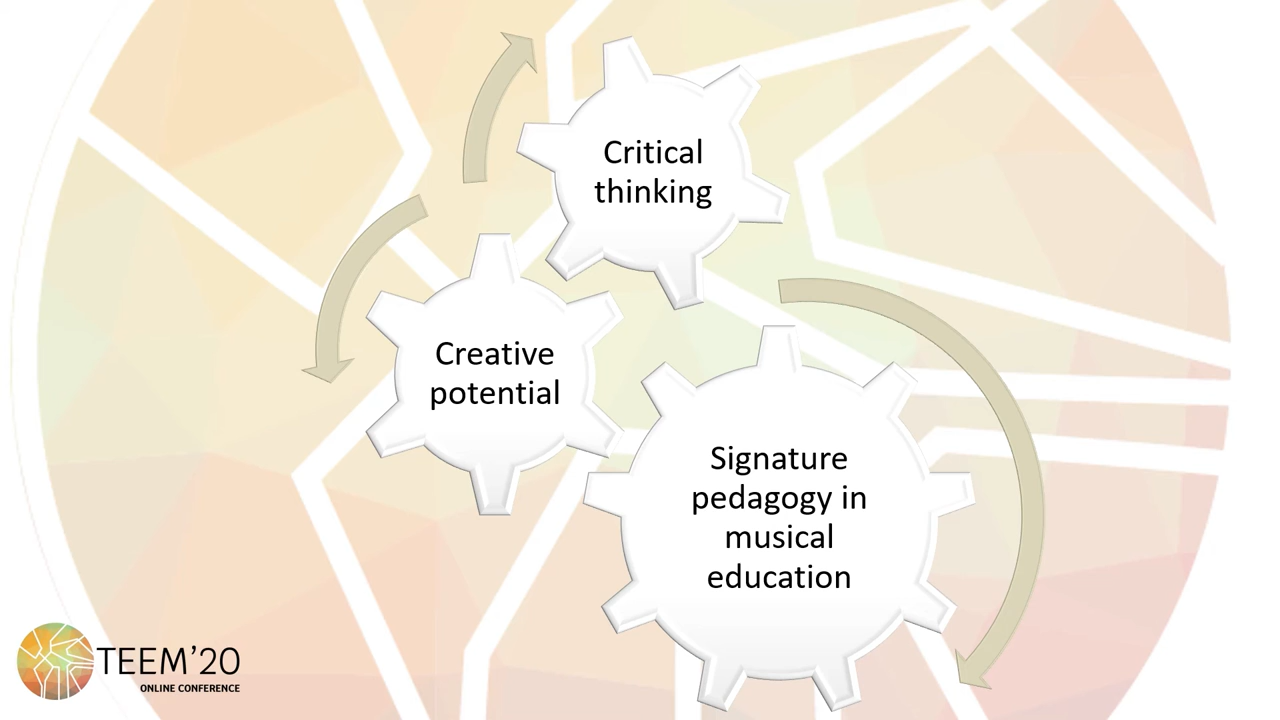 Critical
thinking
Creative
potential
Signature
pedagogy in
musical
education
TEEM’20
ONLINE CONFERENCE